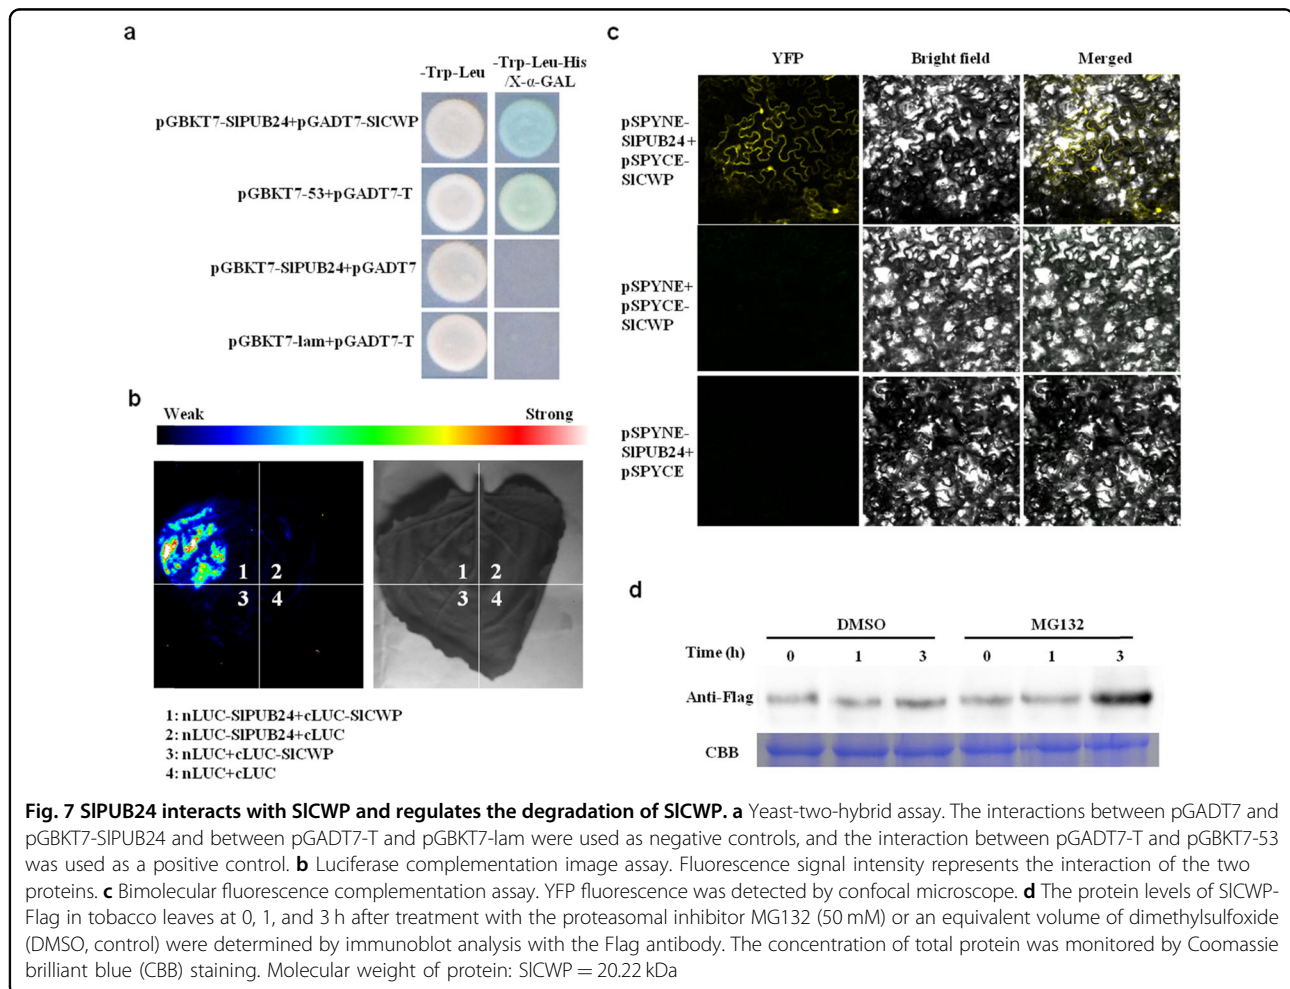 a
-Trp-Leu
-Trp-Leu-His
/X-α-GAL
pGBKT7-SlPUB24+pGADT7-SlCWP
pGBKT7-53+pGADT7-T
pGBKT7-SlPUB24+pGADT7
pGBKT7-lam+pGADT7-T
b
Weak
Strong
1 2
3 4
1 2
3 4
1: nLUC-SlPUB24+cLUC-SlCWP
2: nLUC-SlPUB24+cLUC
3: nLUC+cLUC-SlCWP
4: nLUC+cLUC
c
YFP
Bright field
Merged
pSPYNE-
SlPUB24+
pSPYCE-
SlCWP
pSPYNE+
pSPYCE-
SlCWP
pSPYNE-
SlPUB24+
pSPYCE
d
DMSO
MG132
Time (h) 0 1 3 0 1 3
Anti-Flag
CBB
Fig. 7 SlPUB24 interacts with SlCWP and regulates the degradation of SlCWP. a Yeast-two-hybrid assay. The interactions between pGADT7 and
pGBKT7-SlPUB24 and between pGADT7-T and pGBKT7-lam were used as negative controls, and the interaction between pGADT7-T and pGBKT7-53
was used as a positive control. b Luciferase complementation image assay. Fluorescence signal intensity represents the interaction of the two
proteins. c Bimolecular fluorescence complementation assay. YFP fluorescence was detected by confocal microscope. d The protein levels of SlCWP-
Flag in tobacco leaves at 0, 1, and 3 h after treatment with the proteasomal inhibitor MG132 (50 mM) or an equivalent volume of dimethylsulfoxide
(DMSO, control) were determined by immunoblot analysis with the Flag antibody. The concentration of total protein was monitored by Coomassie
brilliant blue (CBB) staining. Molecular weight of protein: SlCWP = 20.22 kDa